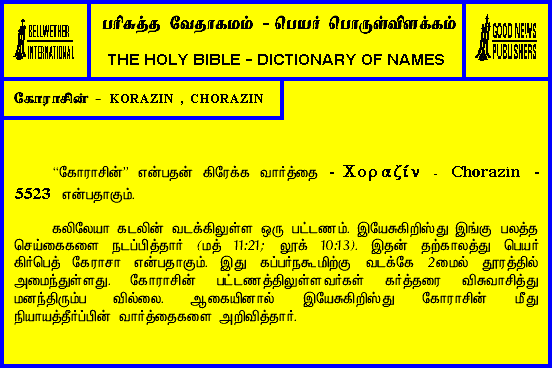 BELLWETHER
INTERNATIONAL
பரிசுத்த வேதாகமம் - பெயர் பொருள்விளக்கம்
THE HOLY BIBLE - DICTIONARY OF NAMES
GOOD NEWS
PUBLISHERS
கோராசின் - KORAZIN , CHORAZIN
“கோராசின்” என்பதன் கிரேக்க வார்த்தை - Χοραζίν - Chorazin -
5523 என்பதாகும்.
கலிலேயா கடலின் வடக்கிலுள்ள ஒரு பட்டணம். இயேசுகிறிஸ்து இங்கு பலத்த
செய்கைகளை நடப்பித்தார் (மத் 11:21; லூக் 10:13). இதன் தற்காலத்து பெயர்
கிர்பெத் கேராசா என்பதாகும். இது கப்பர்நகூமிற்கு வடக்கே 2மைல் தூரத்தில்
அமைந்துள்ளது. கோராசின் பட்டணத்திலுள்ளவர்கள் கர்த்தரை விசுவாசித்து
மனந்திரும்ப வில்லை. ஆகையினால் இயேசுகிறிஸ்து கோராசின் மீது
நியாயத்தீர்ப்பின் வார்த்தைகளை அறிவித்தார்.